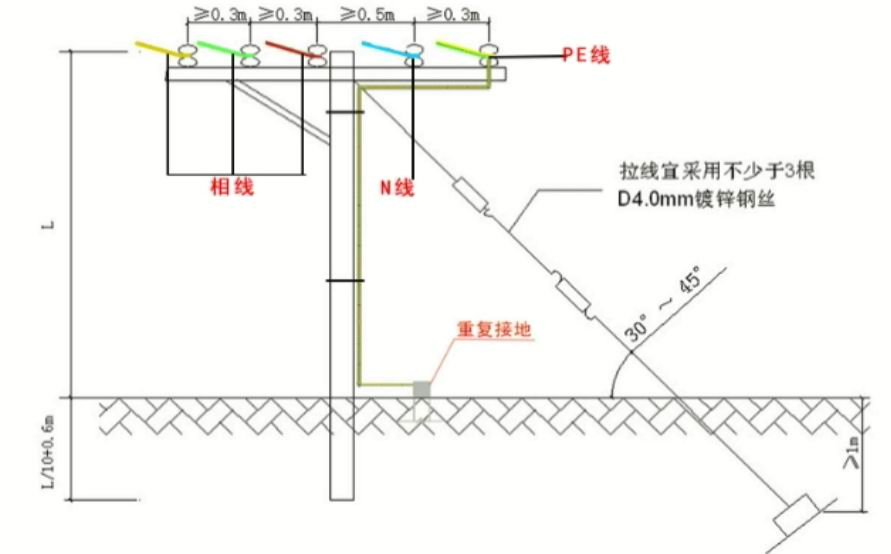 ≥0.3m ≥0.3m ≥0.5m ≥0.3m
PE线
相线
N线
拉线宜采用不少于3根
D4.0mm镀锌钢丝
L
30° ~ 45°
重复接地
L/10+0.6m
≥1m